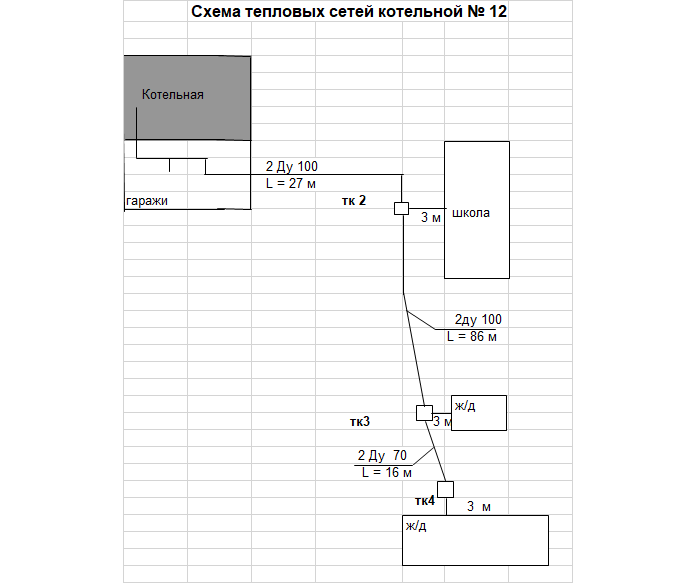 Схема тепловых сетей котельной № 12
Котельная
2 Ду 100
L = 27 м
гаражи
тк 2
3 м
школа
2ду 100
L = 86 м
ж/д
тк3
3 м
2 Ду 70
L = 16 м
тк4
3 м
ж/д